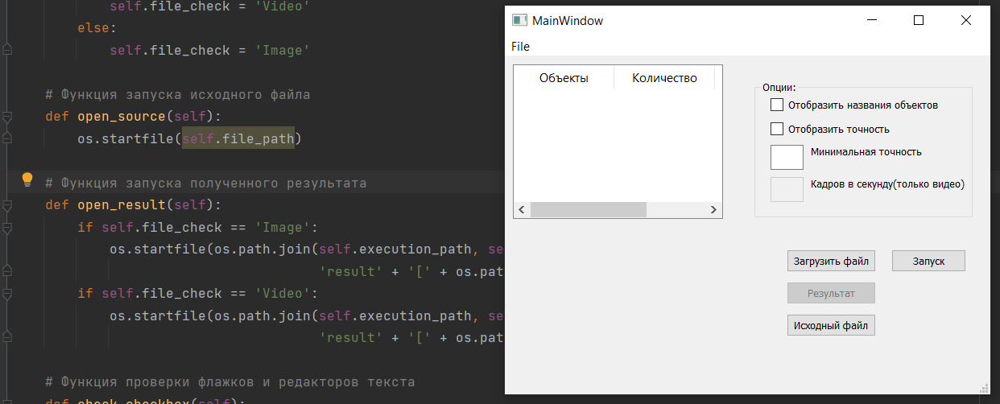 self.file_check = 'Video'
else:
self.file_check = 'Image'
# Функция запуска исходного файла
def open_source(self):
os.startfile(self.file_path)
# Функция запуска полученного результата
def open_result(self):
if self.file_check == 'Image':
os.startfile(os.path.join(self.execution_path, se
'result' + '[' + os.pat
if self.file_check == 'Video':
os.startfile(os.path.join(self.execution_path, se
'result' + '[' + os.pat
# Функция проверки флажков и редакторов текста
def check_checkbox(self):
MainWindow
File
Объекты Количество
Опции:
Отобразить названия объектов
Отобразить точность
Минимальная точность
Кадров в секунду(только видео)
Загрузить файл Запуск
Результат
Исходный файл